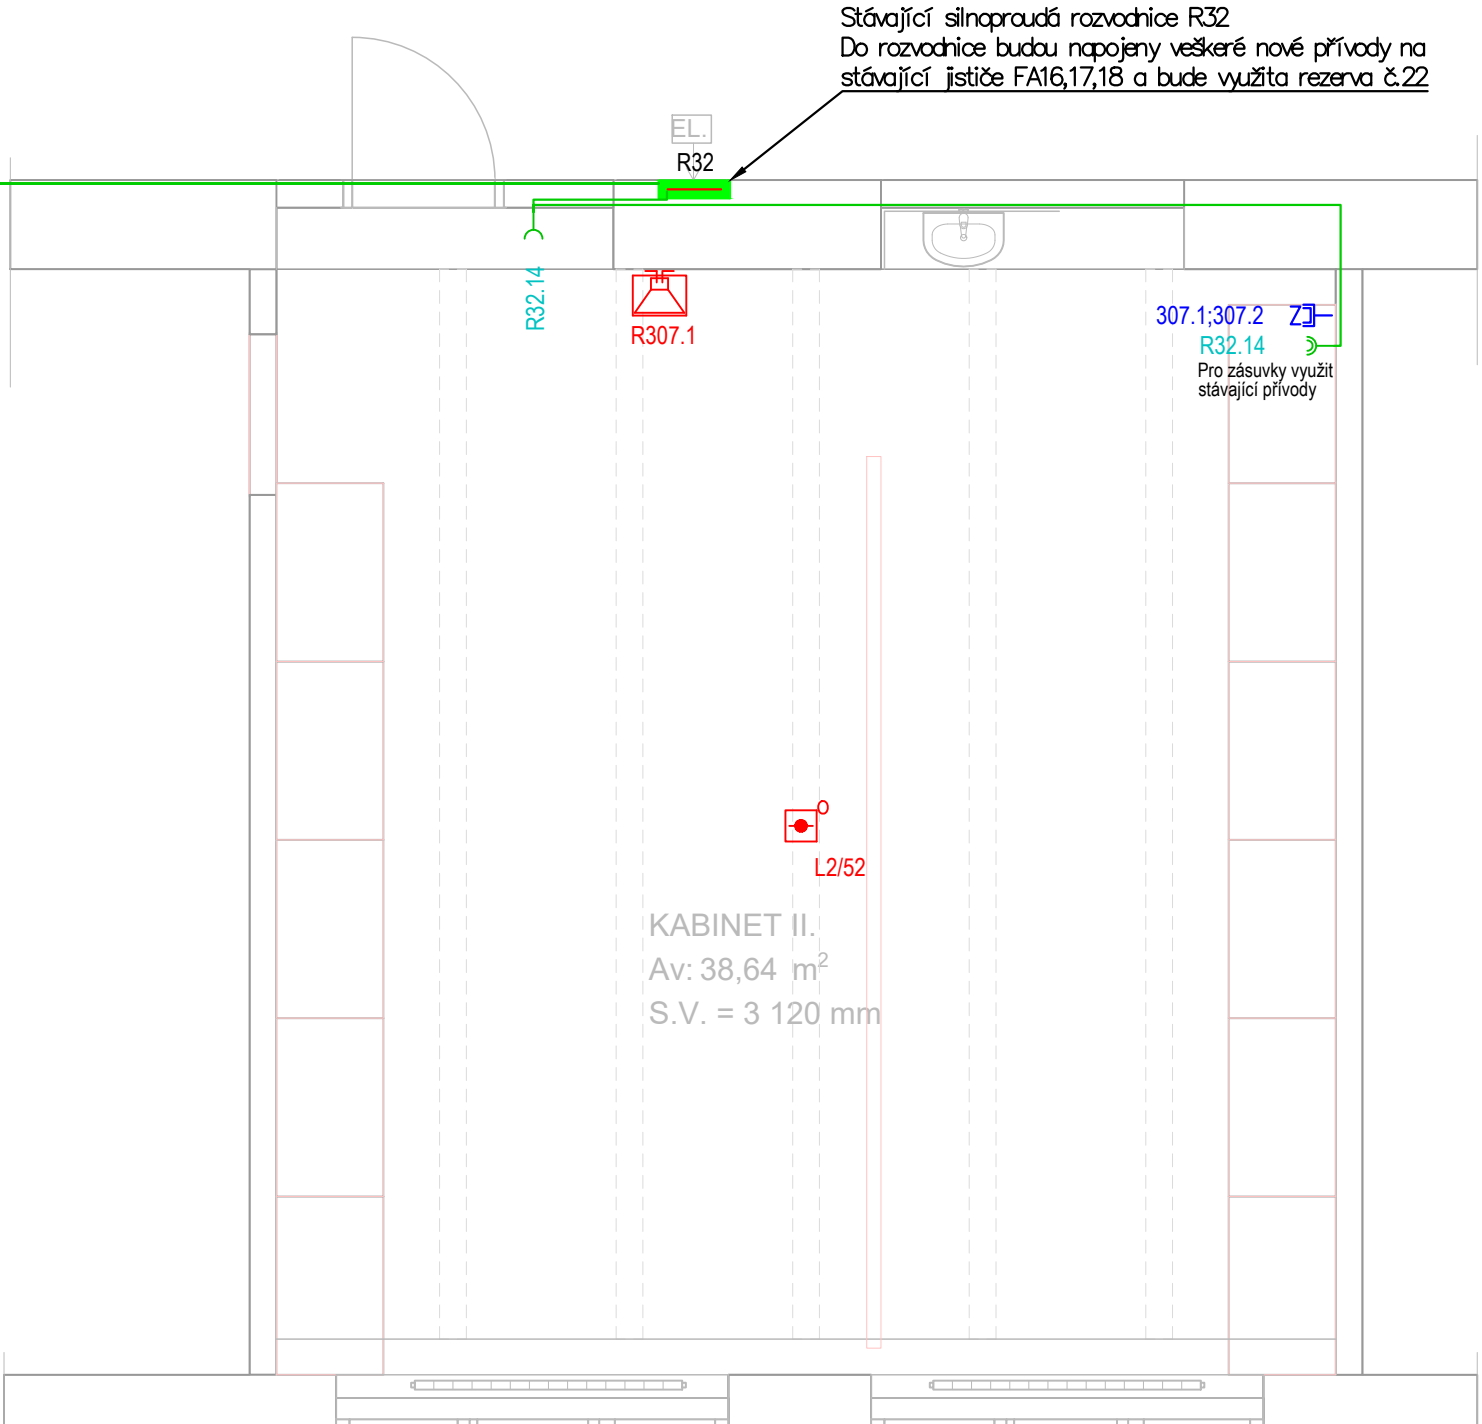 Stávající silnoproudá rozvodnice R32
Do rozvodnice budou napojeny veškeré nové přívody na
stávající jističe FA16,17,18 a bude využita rezerva č.22
EL.
R32
R32.14
R307.1
307.1;307.2 Z
R32.14
Pro zásuvky využit
stávající přívody
O
L2/52
KABINET II.
Av: 38,64 m²
S.V. = 3 120 mm